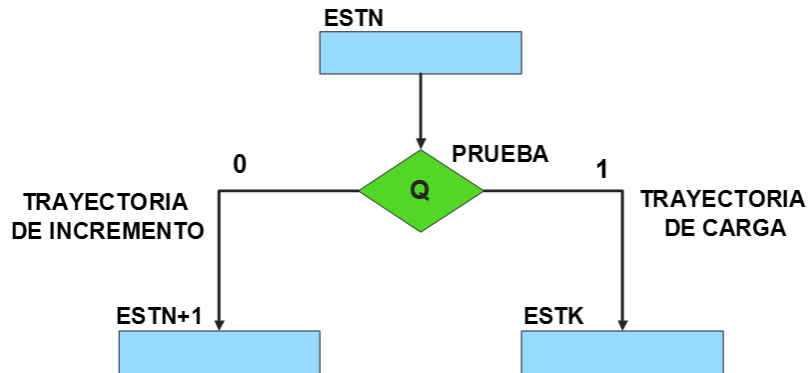 ESTN
PRUEBA
0
Q
1
TRAYECTORIA
DE INCREMENTO
TRAYECTORIA
DE CARGA
ESTN+1
ESTK